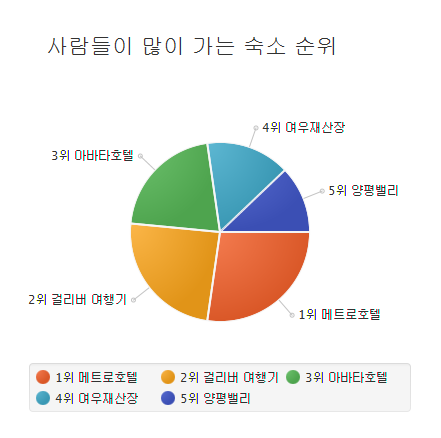 사람들이 많이 가는 숙소 순위
4위 여우재산장
3위 아바타호텔
5위 양평밸리
2위 걸리버 여행기
1위 메트로호텔
1위 메트로호텔 2위 걸리버 여행기 3위 아바타호텔
4위 여우재산장 5위 양평밸리